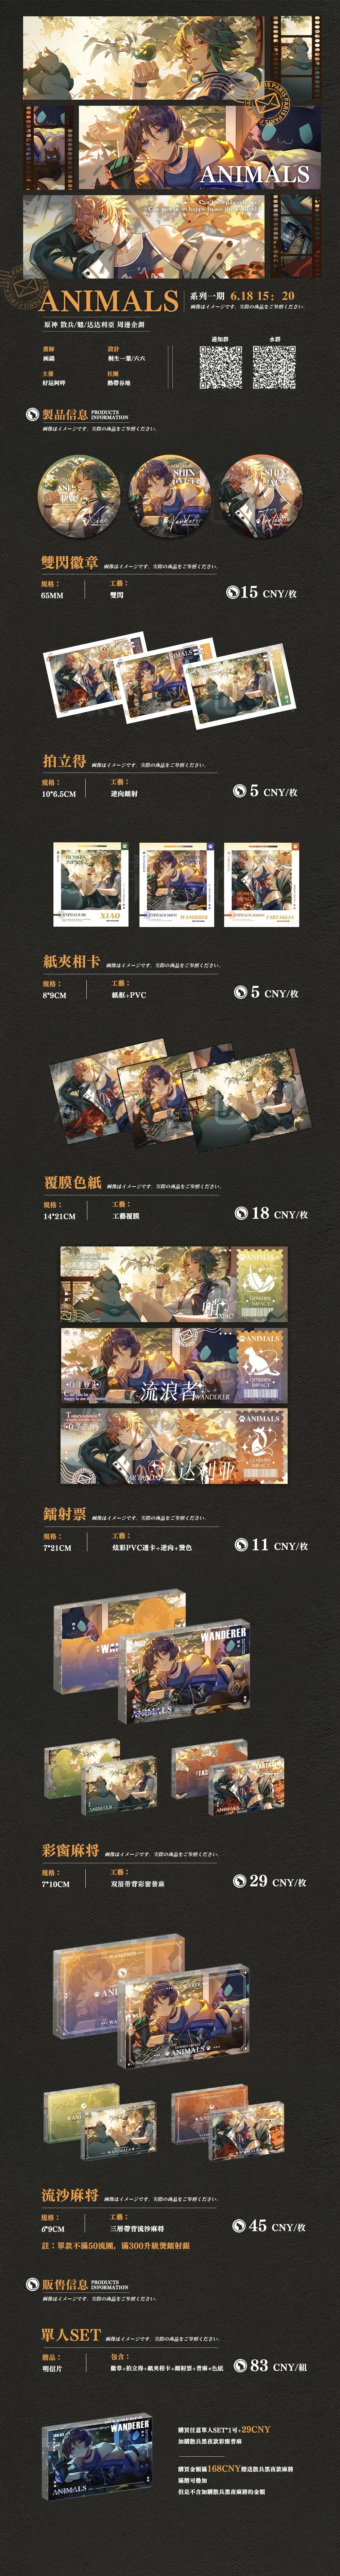 ANIMALS
ANIMALS
系列一期 6.18 15：20
画像はイメージです、実際の商品をご参照ください。
原神 散兵/魈/达达利亚 周邊企劃
畫師
画鷂
設計
桐生一葉/六六
主催
好运阿咩
社團
熱帶谷地
通知群
水群
製品信息 PRODUCTS INFORMATION
画像はイメージです、実際の商品をご参照ください。
雙閃徽章 画像はイメージです、実際の商品をご参照ください。
規格：
65MM
工藝：
雙閃
15 CNY/枚
拍立得 画像はイメージです、実際の商品をご参照ください。
規格：
10*6.5CM
工藝：
逆向鐳射
5 CNY/枚
XIAO
WANDERER
TARTAGLIA
紙夾相卡 画像はイメージです、実際の商品をご参照ください。
規格：
8*9CM
工藝：
紙框+PVC
5 CNY/枚
覆膜色紙 画像はイメージです、実際の商品をご参照ください。
規格：
14*21CM
工藝：
工藝覆膜
18 CNY/枚
ANIMALS
GENSHIN IMPACT
魈
XIAO
ANIMALS
GENSHIN IMPACT
流浪者
WANDERER
ANIMALS
GENSHIN IMPACT
达达利亚
鐳射票 画像はイメージです、実際の商品をご参照ください。
規格：
7*21CM
工藝：
炫彩PVC透卡+逆向+燙色
11 CNY/枚
WANDERER
ANIMALS
彩窗麻将 画像はイメージです、実際の商品をご参照ください。
規格：
7*10CM
工藝：
双层带背彩窗普麻
29 CNY/枚
WANDERER
ANIMALS
流沙麻将 画像はイメージです、実際の商品をご参照ください。
規格：
6*9CM
工藝：
三層帶背流沙麻将
45 CNY/枚
註：單款不滿50流團，滿300升級燙鐳射銀
販售信息 PRODUCTS INFORMATION
画像はイメージです、実際の商品をご参照ください。
單人SET 画像はイメージです、実際の商品をご参照ください。
贈品：
明信片
包含：
徽章+拍立得+紙夾相卡+鐳射票+普麻+色紙
83 CNY/組
WANDERER
ANIMALS
購買任意單人SET*1可+29CNY
加購散兵黑夜款彩窗普麻
購買金額滿168CNY贈送散兵黑夜款麻將
滿贈可叠加
但是不含加購散兵黑夜麻將的金額